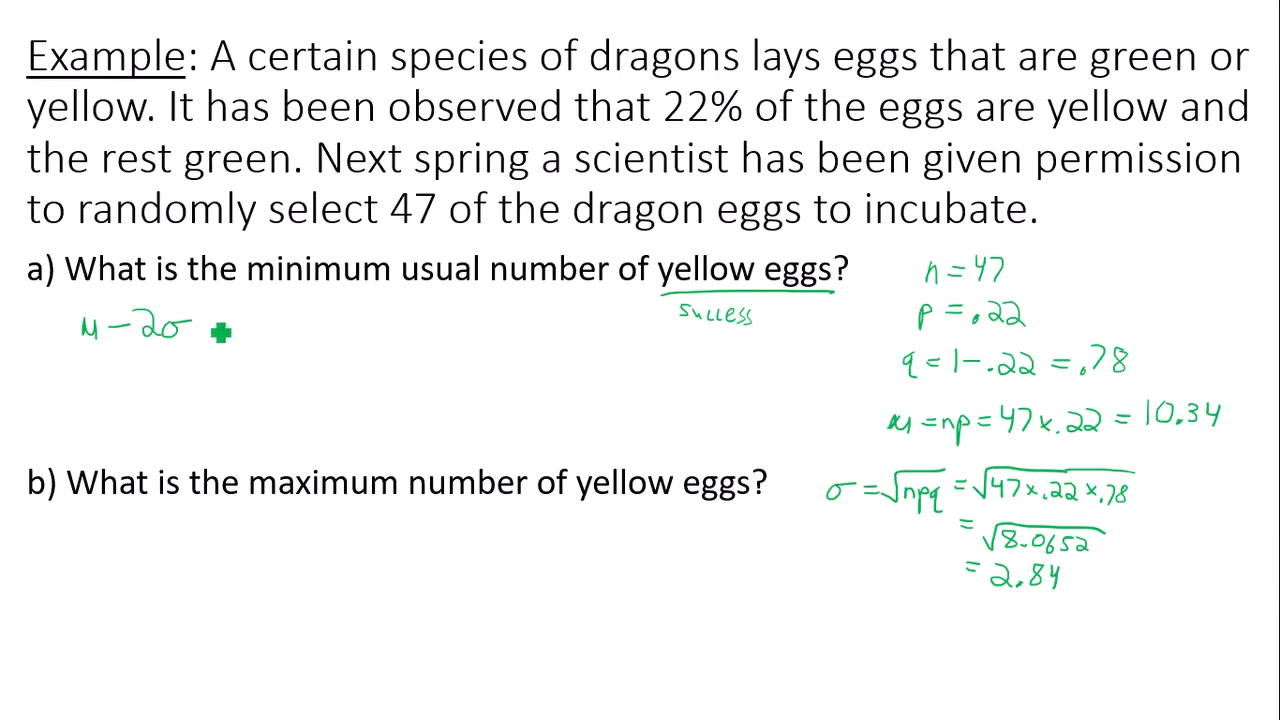 Example: A certain species of dragons lays eggs that are green or
yellow. It has been observed that 22% of the eggs are yellow and
the rest green. Next spring a scientist has been given permission
to randomly select 47 of the dragon eggs to incubate.
a) What is the minimum usual number of yellow eggs?
success
μ - 2σ
n = 47
p = .22
q = 1 - .22 = .78
μ = np = 47 × .22 = 10.34
b) What is the maximum number of yellow eggs?
σ = √npq = √47 × .22 × .78
= √8.0652
= 2.84